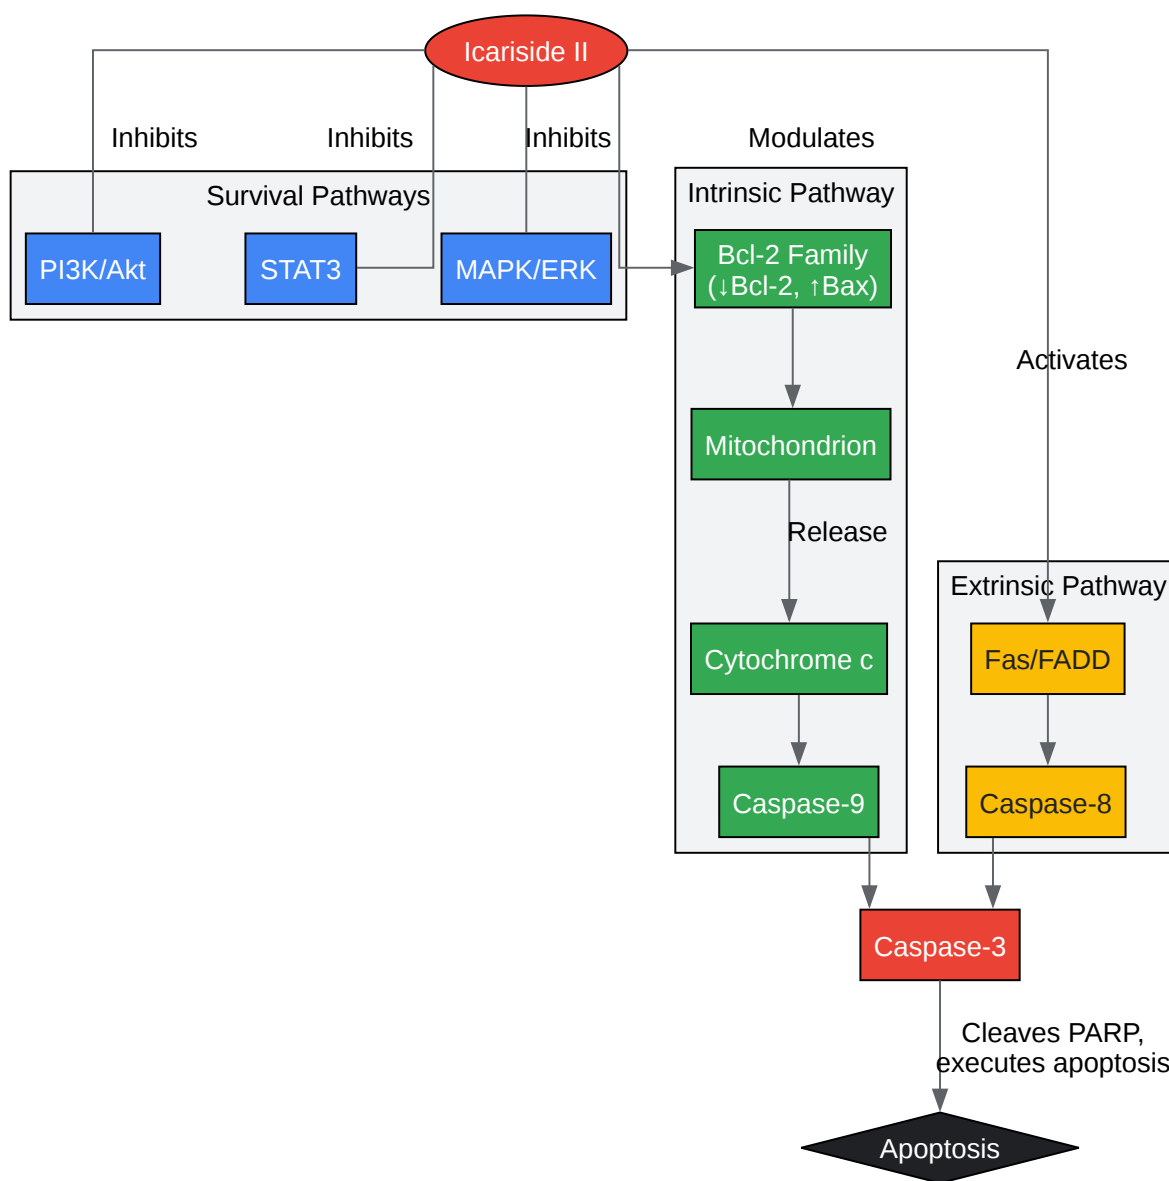 Icariside II
Inhibits
Inhibits
Inhibits
Modulates
Survival Pathways
PI3K/Akt
STAT3
MAPK/ERK
Intrinsic Pathway
Bcl-2 Family
(↓Bcl-2, ↑Bax)
Activates
Mitochondrion
Release
Extrinsic Pathway
Cytochrome c
Fas/FADD
Caspase-9
Caspase-8
Caspase-3
Cleaves PARP,
executes apoptosis
Apoptosis